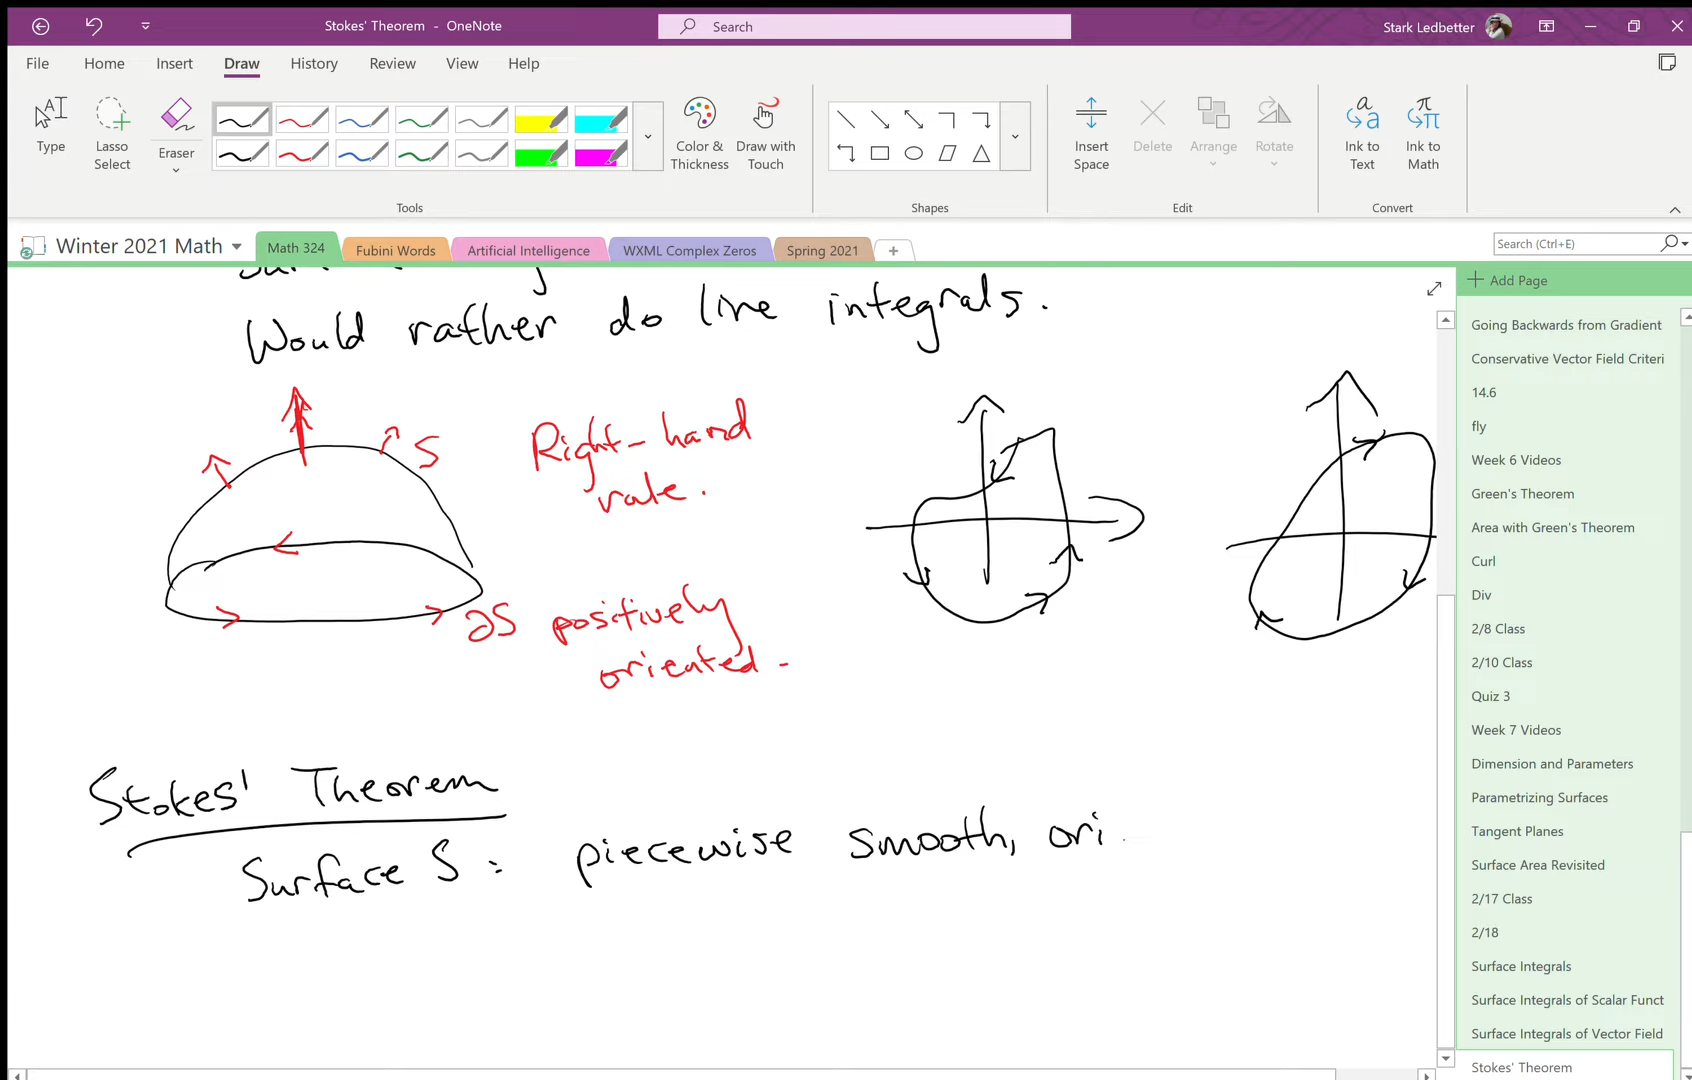 Stokes' Theorem - OneNote
Search
Stark Ledbetter
File Home Insert Draw History Review View Help
Type
Lasso Select
Eraser
Color & Thickness
Draw with Touch
Insert Space
Delete
Arrange
Rotate
Ink to Text
Ink to Math
Tools
Shapes
Edit
Convert
Winter 2021 Math
Math 324
Fubini Words
Artificial Intelligence
WXML Complex Zeros
Spring 2021
Search (Ctrl+E)
Add Page
Would rather do line integrals.
S
Right-hand
rule.
∂S positively
oriented.
Stokes' Theorem
Surface S: piecewise smooth, ori
Going Backwards from Gradient
Conservative Vector Field Criteri
14.6
fly
Week 6 Videos
Green's Theorem
Area with Green's Theorem
Curl
Div
2/8 Class
2/10 Class
Quiz 3
Week 7 Videos
Dimension and Parameters
Parametrizing Surfaces
Tangent Planes
Surface Area Revisited
2/17 Class
2/18
Surface Integrals
Surface Integrals of Scalar Funct
Surface Integrals of Vector Field
Stokes' Theorem